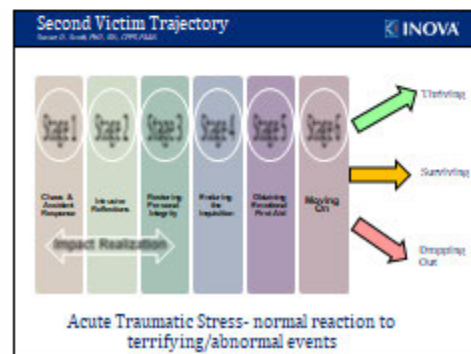 Second Victim Trajectory
INOVA
Stage 1
Stage 2
Stage 3
Stage 4
Stage 5
Stage 6
Chaos &
Accident
Response
Intrusive
Reflections
Restoring
Personal
Integrity
Enduring
the
Inquisition
Obtaining
Emotional
First Aid
Moving
On
Impact Realization
Thriving
Surviving
Dropping
Out
Acute Traumatic Stress- normal reaction to
terrifying/abnormal events